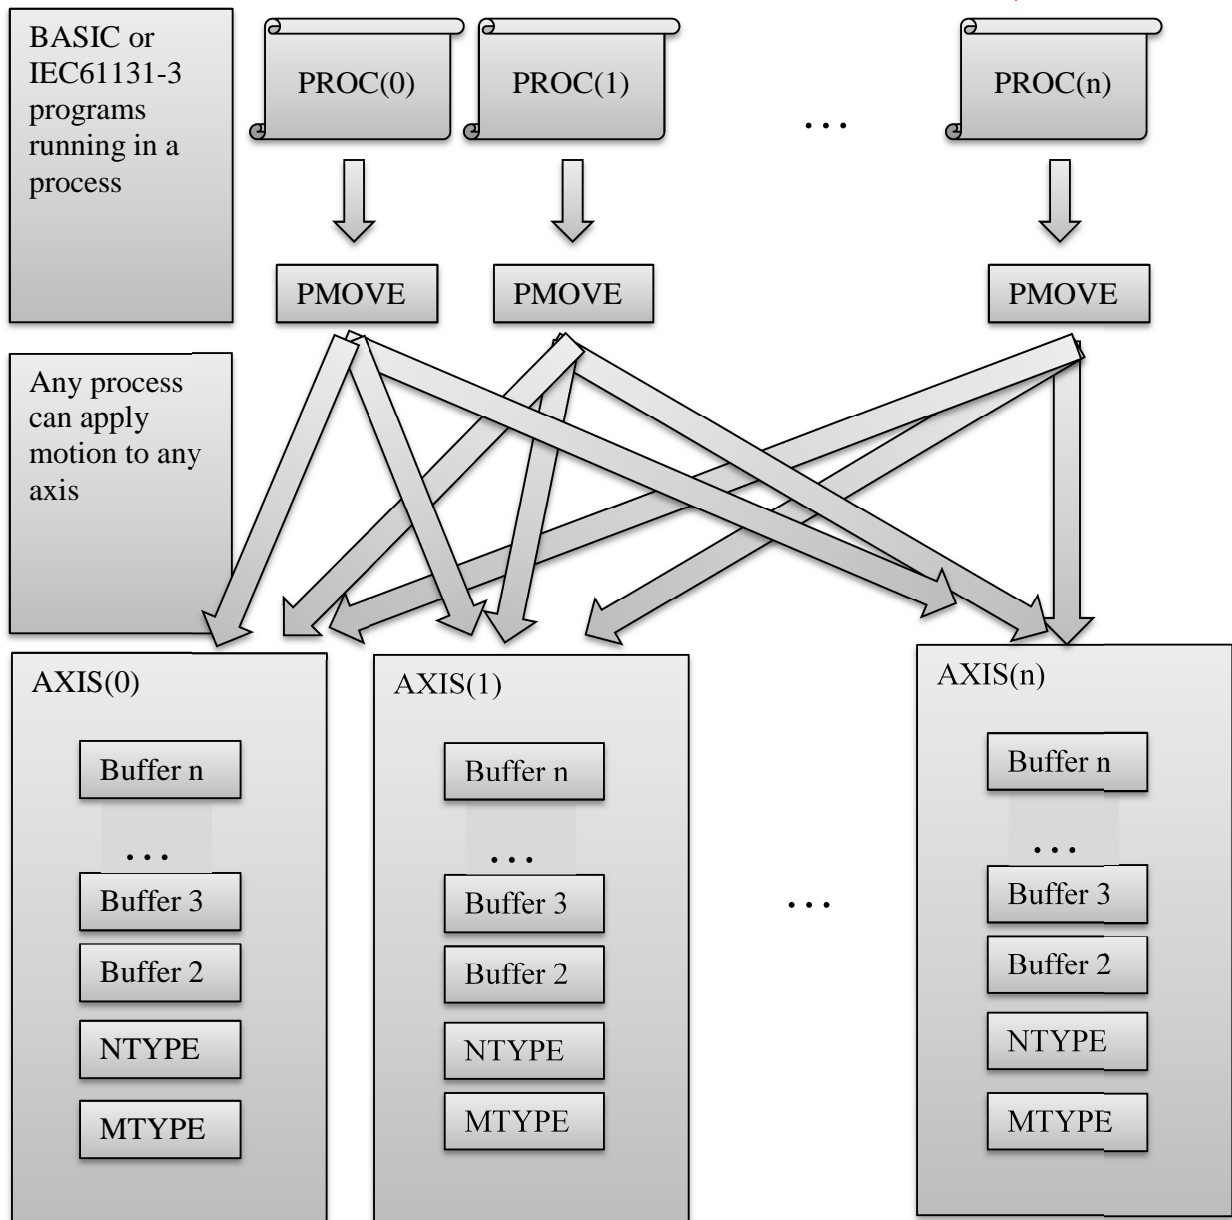 BASIC or
IEC61131-3
programs
running in a
process
PROC(0)
PROC(1)
...
PROC(n)
PMOVE
PMOVE
PMOVE
Any process
can apply
motion to any
axis
AXIS(0)
Buffer n
...
Buffer 3
Buffer 2
NTYPE
MTYPE
AXIS(1)
Buffer n
...
Buffer 3
Buffer 2
NTYPE
MTYPE
...
AXIS(n)
Buffer n
...
Buffer 3
Buffer 2
NTYPE
MTYPE